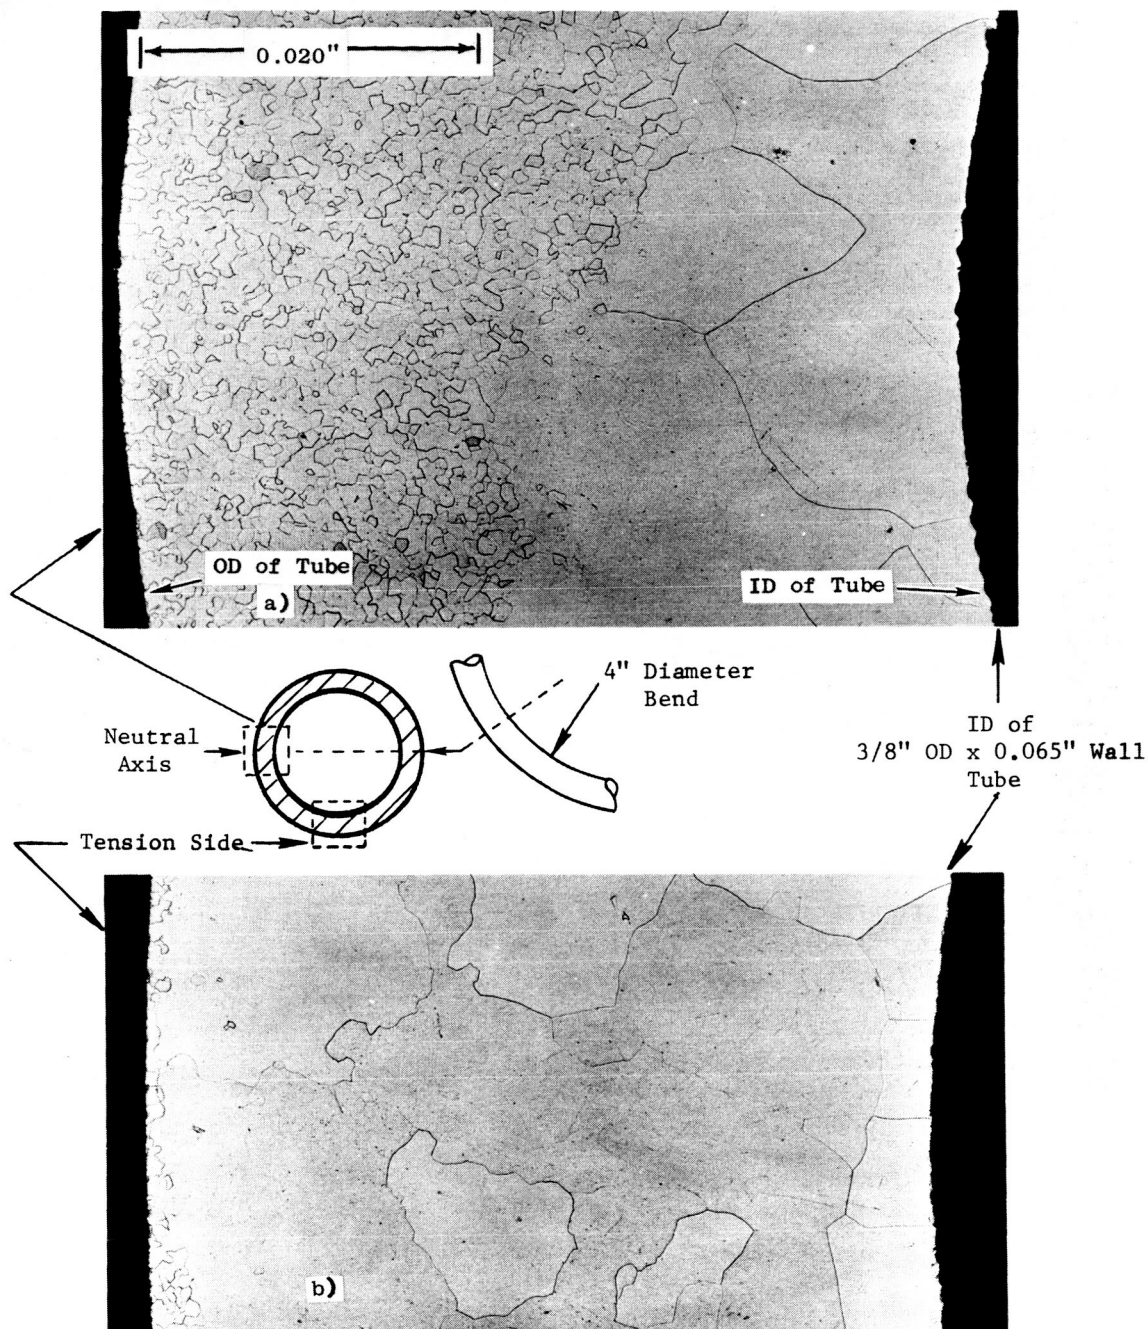 0.020"
OD of Tube
a)
ID of Tube
4" Diameter
Bend
Neutral
Axis
ID of
3/8" OD x 0.065" Wall
Tube
Tension Side
b)